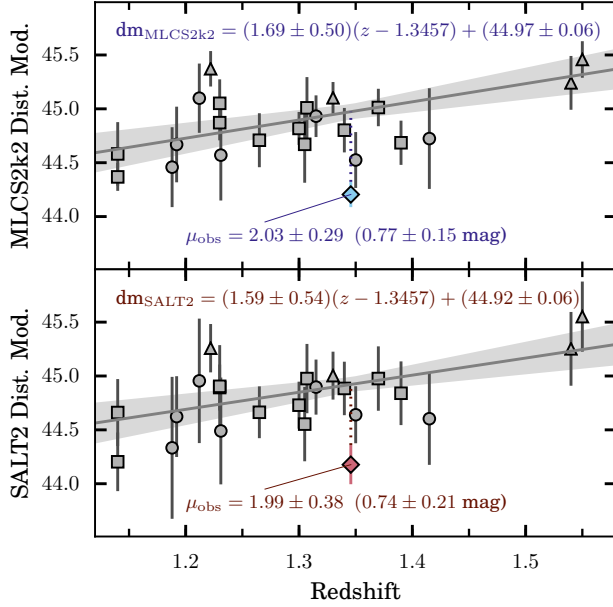 dm_MLCS2k2 = (1.69 ± 0.50)(z − 1.3457) + (44.97 ± 0.06)
MLCS2k2 Dist. Mod.
45.5
45.0
44.5
44.0
μ_obs = 2.03 ± 0.29 (0.77 ± 0.15 mag)
dm_SALT2 = (1.59 ± 0.54)(z − 1.3457) + (44.92 ± 0.06)
SALT2 Dist. Mod.
45.5
45.0
44.5
44.0
μ_obs = 1.99 ± 0.38 (0.74 ± 0.21 mag)
1.2 1.3 1.4 1.5
Redshift